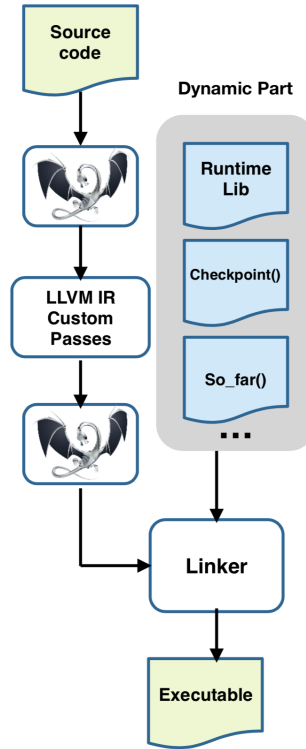 Source
code
Dynamic Part
Runtime
Lib
LLVM IR
Custom
Passes
Checkpoint()
So_far()
...
Linker
Executable